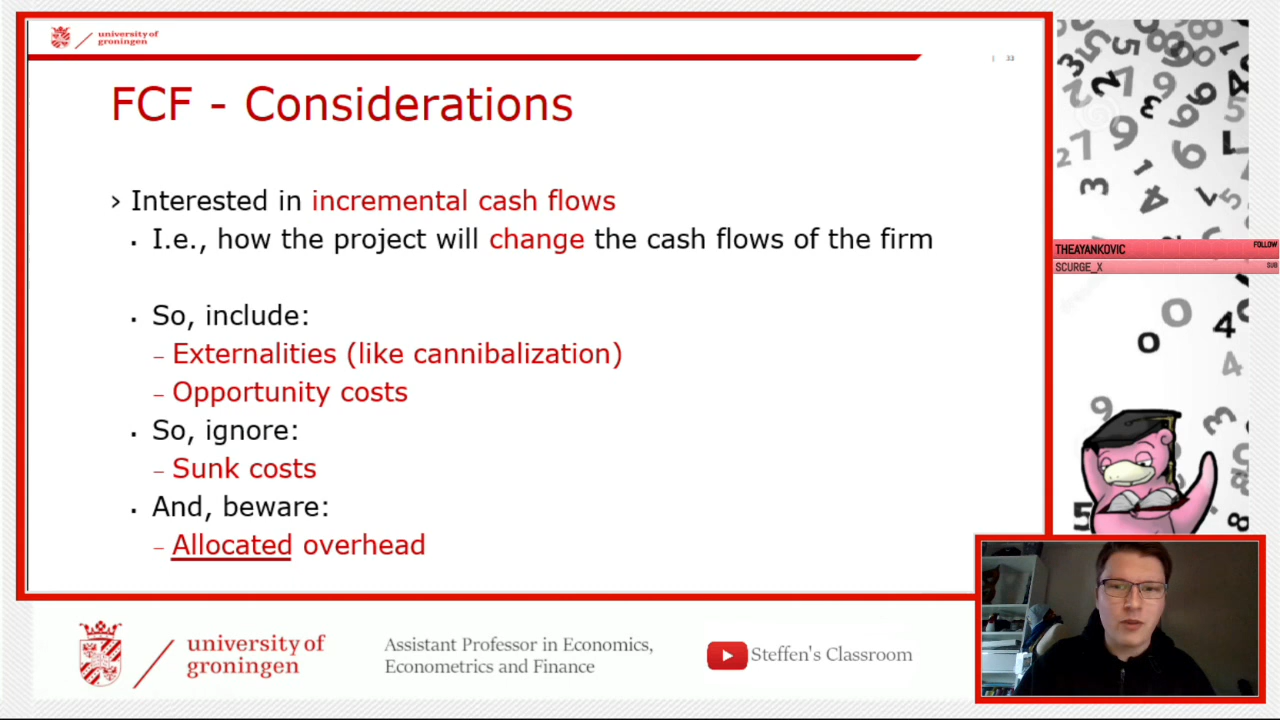 university of
groningen
| 33
FCF - Considerations
› Interested in incremental cash flows
▪ I.e., how the project will change the cash flows of the firm
▪ So, include:
– Externalities (like cannibalization)
– Opportunity costs
▪ So, ignore:
– Sunk costs
▪ And, beware:
– Allocated overhead
THEAYANKOVIC FOLLOW
SCURGE_X SUB
university of
groningen
Assistant Professor in Economics,
Econometrics and Finance
Steffen's Classroom